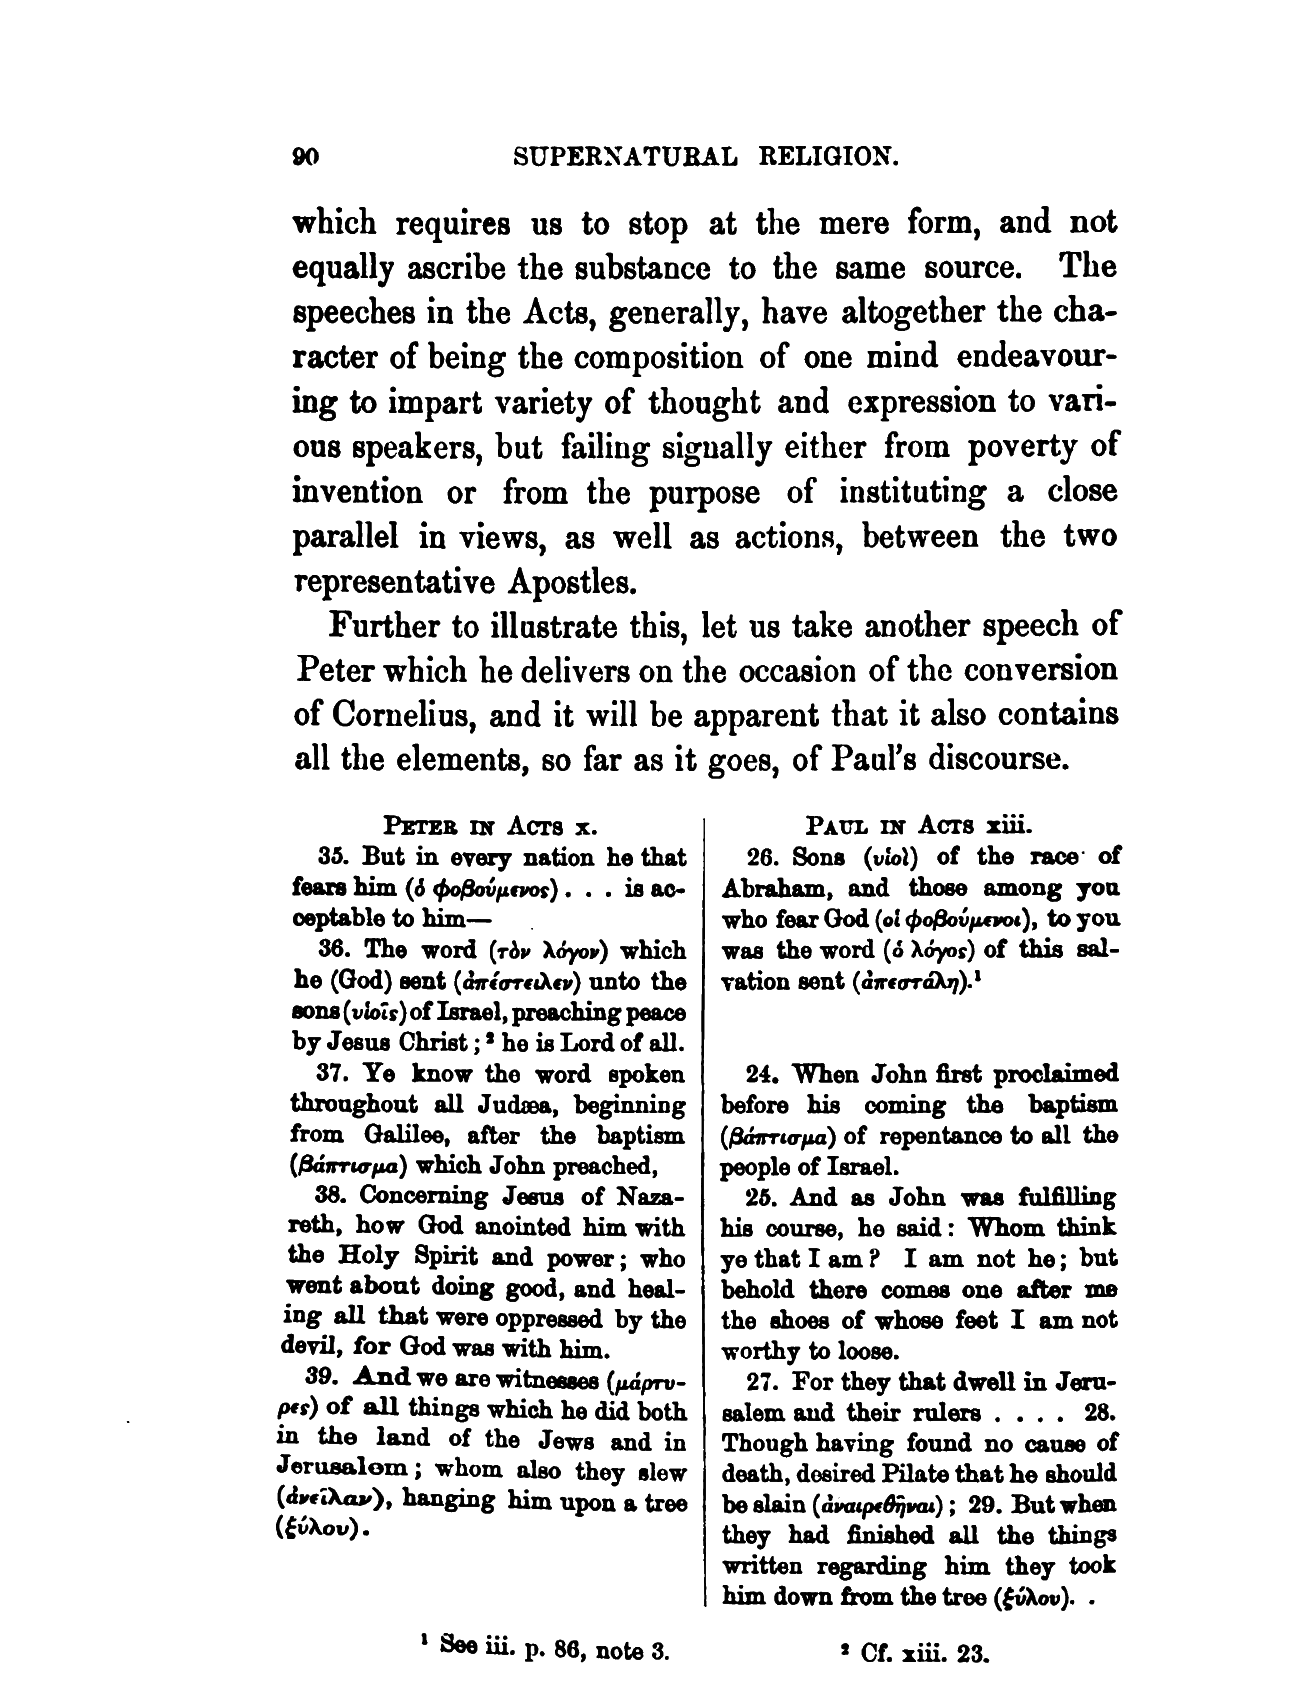 90 SUPERNATURAL RELIGION.
which requires us to stop at the mere form, and not
equally ascribe the substance to the same source. The
speeches in the Acts, generally, have altogether the cha-
racter of being the composition of one mind endeavour-
ing to impart variety of thought and expression to vari-
ous speakers, but failing signally either from poverty of
invention or from the purpose of instituting a close
parallel in views, as well as actions, between the two
representative Apostles.
Further to illustrate this, let us take another speech of
Peter which he delivers on the occasion of the conversion
of Cornelius, and it will be apparent that it also contains
all the elements, so far as it goes, of Paul's discourse.
PETER IN ACTS x.
35. But in every nation he that
fears him (ὁ φοβούμενος) . . . is ac-
ceptable to him—
36. The word (τὸν λόγον) which
he (God) sent (ἀπέστειλεν) unto the
sons (υἱοῖς) of Israel, preaching peace
by Jesus Christ ;² he is Lord of all.
37. Ye know the word spoken
throughout all Judæa, beginning
from Galilee, after the baptism
(βάπτισμα) which John preached,
38. Concerning Jesus of Naza-
reth, how God anointed him with
the Holy Spirit and power; who
went about doing good, and heal-
ing all that were oppressed by the
devil, for God was with him.
39. And we are witnesses (μάρτυ-
ρες) of all things which he did both
in the land of the Jews and in
Jerusalem; whom also they slew
(ἀνεῖλαν), hanging him upon a tree
(ξύλου).
PAUL IN ACTS xiii.
26. Sons (υἱοὶ) of the race of
Abraham, and those among you
who fear God (οἱ φοβούμενοι), to you
was the word (ὁ λόγος) of this sal-
vation sent (ἀπεστάλη).¹
24. When John first proclaimed
before his coming the baptism
(βάπτισμα) of repentance to all the
people of Israel.
25. And as John was fulfilling
his course, he said: Whom think
ye that I am? I am not he; but
behold there comes one after me
the shoes of whose feet I am not
worthy to loose.
27. For they that dwell in Jeru-
salem and their rulers . . . . 28.
Though having found no cause of
death, desired Pilate that he should
be slain (ἀναιρεθῆναι); 29. But when
they had finished all the things
written regarding him they took
him down from the tree (ξύλου). .
¹ See iii. p. 86, note 3.
² Cf. xiii. 23.